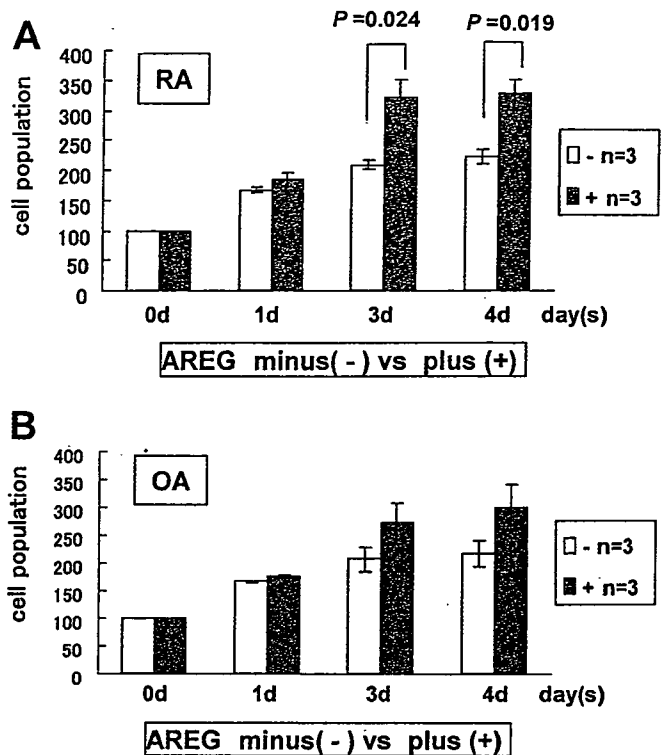 A
P =0.024
P =0.019
400
350
300
250
200
150
100
50
0
cell population
RA
- n=3
+ n=3
0d 1d 3d 4d day(s)
AREG minus( - ) vs plus (+)
B
400
350
300
250
200
150
100
50
0
cell population
OA
- n=3
+ n=3
0d 1d 3d 4d day(s)
AREG minus( - ) vs plus (+)